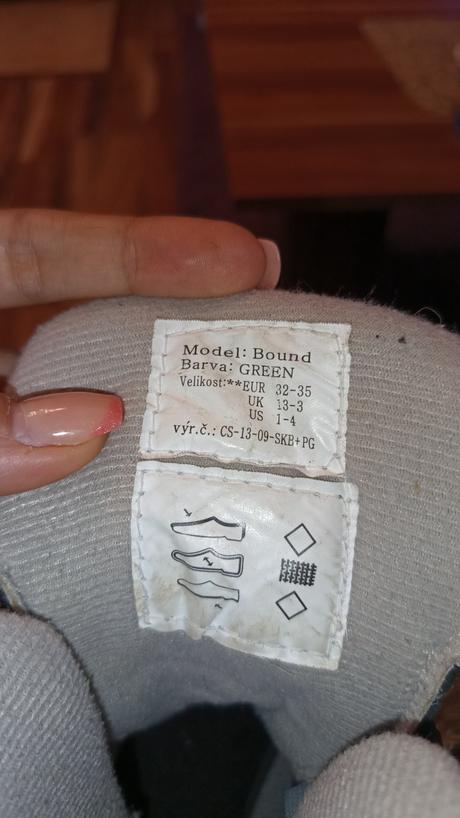 Model: Bound
Barva: GREEN
Velikost:**EUR 32-35
UK 13-3
US 1-4
výr.č.: CS-13-09-SKB+PG